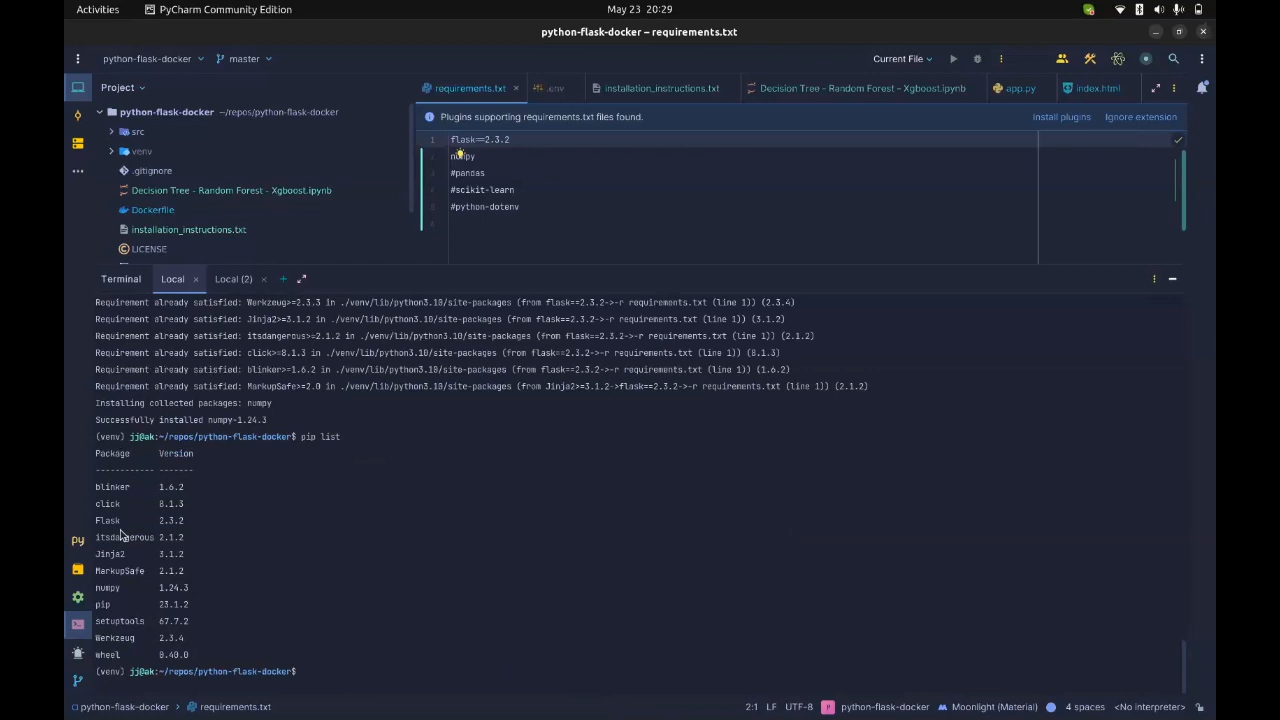 Activities PyCharm Community Edition May 23 20:29
python-flask-docker – requirements.txt
python-flask-docker master Current File
Project requirements.txt .env installation_instructions.txt Decision Tree - Random Forest - Xgboost.ipynb app.py index.html
python-flask-docker ~/repos/python-flask-docker
src
venv
.gitignore
Decision Tree - Random Forest - Xgboost.ipynb
Dockerfile
installation_instructions.txt
LICENSE
Plugins supporting requirements.txt files found. Install plugins Ignore extension
1 flask==2.3.2
numpy
#pandas
#scikit-learn
#python-dotenv
Terminal Local Local (2)
Requirement already satisfied: Werkzeug>=2.3.3 in ./venv/lib/python3.10/site-packages (from flask==2.3.2->-r requirements.txt (line 1)) (2.3.4)
Requirement already satisfied: Jinja2>=3.1.2 in ./venv/lib/python3.10/site-packages (from flask==2.3.2->-r requirements.txt (line 1)) (3.1.2)
Requirement already satisfied: itsdangerous>=2.1.2 in ./venv/lib/python3.10/site-packages (from flask==2.3.2->-r requirements.txt (line 1)) (2.1.2)
Requirement already satisfied: click>=8.1.3 in ./venv/lib/python3.10/site-packages (from flask==2.3.2->-r requirements.txt (line 1)) (8.1.3)
Requirement already satisfied: blinker>=1.6.2 in ./venv/lib/python3.10/site-packages (from flask==2.3.2->-r requirements.txt (line 1)) (1.6.2)
Requirement already satisfied: MarkupSafe>=2.0 in ./venv/lib/python3.10/site-packages (from Jinja2>=3.1.2->flask==2.3.2->-r requirements.txt (line 1)) (2.1.2)
Installing collected packages: numpy
Successfully installed numpy-1.24.3
(venv) jj@ak:~/repos/python-flask-docker$ pip list
Package Version
------------ -------
blinker 1.6.2
click 8.1.3
Flask 2.3.2
itsdangerous 2.1.2
Jinja2 3.1.2
MarkupSafe 2.1.2
numpy 1.24.3
pip 23.1.2
setuptools 67.7.2
Werkzeug 2.3.4
wheel 0.40.0
(venv) jj@ak:~/repos/python-flask-docker$
python-flask-docker requirements.txt 2:1 LF UTF-8 python-flask-docker Moonlight (Material) 4 spaces <No interpreter>